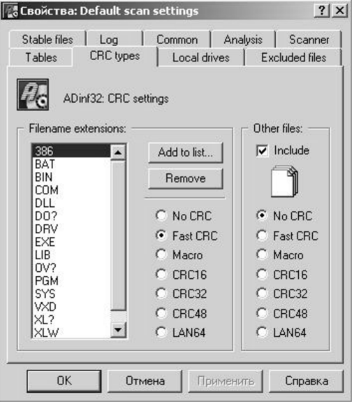 Свойства: Default scan settings
Stable files Log Common Analysis Scanner
Tables CRC types Local drives Excluded files
ADinf32: CRC settings
Filename extensions:
386
BAT
BIN
COM
DLL
DO?
DRV
EXE
LIB
OV?
PGM
SYS
VXD
XL?
XLW
Add to list...
Remove
No CRC
Fast CRC
Macro
CRC16
CRC32
CRC48
LAN64
Other files:
Include
No CRC
Fast CRC
Macro
CRC16
CRC32
CRC48
LAN64
OK Отмена Применить Справка